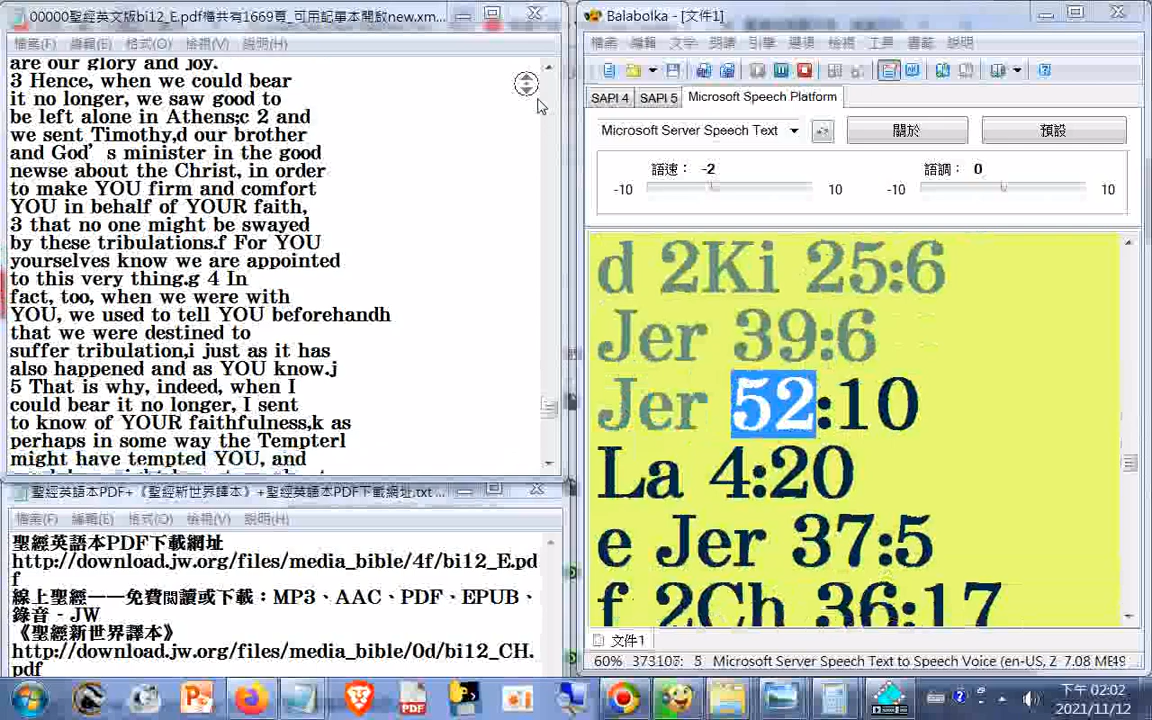 00000聖經英文版bi12_E.pdf檔共有1669頁_可用記事本開啟new.xm...
檔案(F) 編輯(E) 格式(O) 檢視(V) 說明(H)
are our glory and joy.
3 Hence, when we could bear
it no longer, we saw good to
be left alone in Athens;c 2 and
we sent Timothy,d our brother
and God’s minister in the good
newse about the Christ, in order
to make YOU firm and comfort
YOU in behalf of YOUR faith,
3 that no one might be swayed
by these tribulations.f For YOU
yourselves know we are appointed
to this very thing.g 4 In
fact, too, when we were with
YOU, we used to tell YOU beforehandh
that we were destined to
suffer tribulation,i just as it has
also happened and as YOU know.j
5 That is why, indeed, when I
could bear it no longer, I sent
to know of YOUR faithfulness,k as
perhaps in some way the Tempterl
might have tempted YOU, and
聖經英語本PDF+《聖經新世界譯本》+聖經英語本PDF下載網址.txt ...
檔案(F) 編輯(E) 格式(O) 檢視(V) 說明(H)
聖經英語本PDF下載網址
http://download.jw.org/files/media_bible/4f/bi12_E.pd
f
線上聖經——免費閱讀或下載：MP3、AAC、PDF、EPUB、
錄音 - JW
《聖經新世界譯本》
http://download.jw.org/files/media_bible/0d/bi12_CH.
pdf
Balabolka - [文件1]
檔案 編輯 文字 朗讀 引擎 選項 檢視 工具 書籤 說明
SAPI 4 SAPI 5 Microsoft Speech Platform
Microsoft Server Speech Text 關於 預設
語速： -2 語調： 0
-10 10 -10 10
d 2Ki 25:6
Jer 39:6
Jer 52:10
La 4:20
e Jer 37:5
f 2Ch 36:17
文件1
60% 37310?: 5 Microsoft Server Speech Text to Speech Voice (en-US, Z 7.08 ME49
下午 02:02
2021/11/12